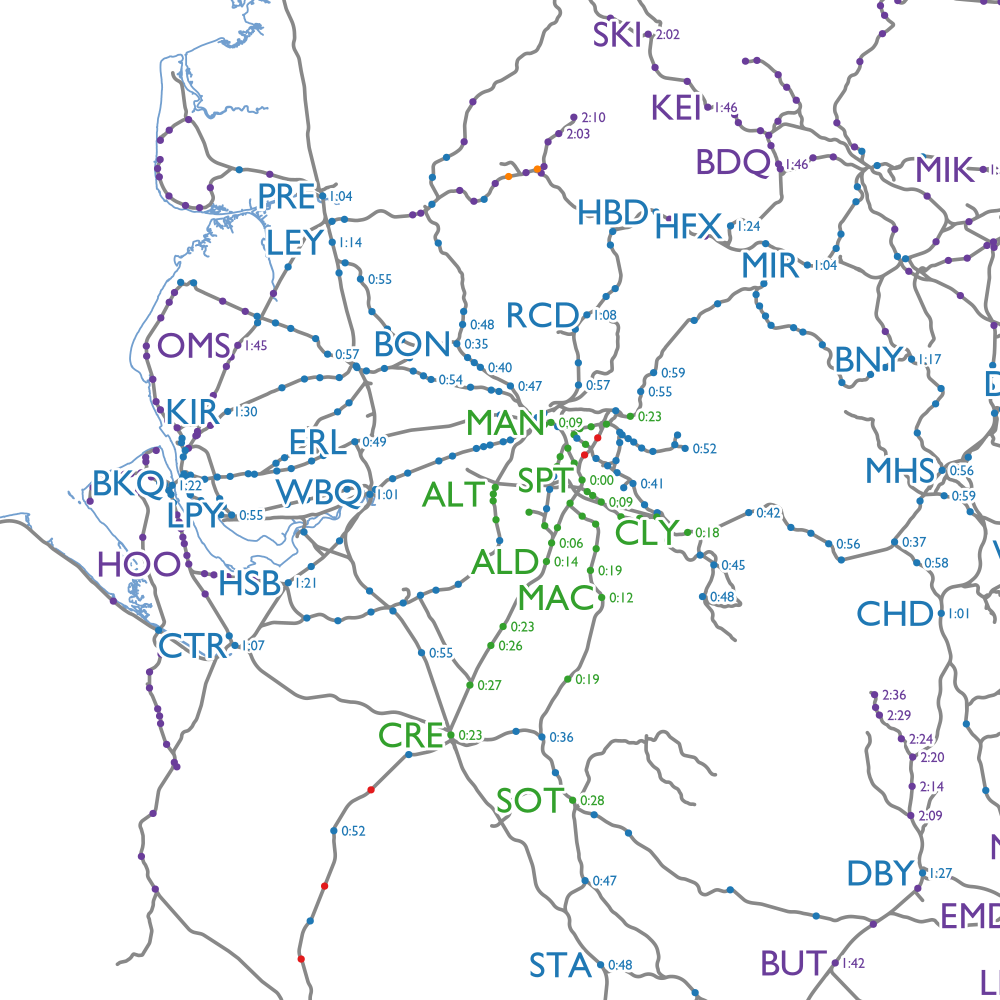 SKI 2:02
KEI 1:46
2:10
2:03
BDQ 1:46
MIK
PRE 1:04
HBD
HFX 1:24
LEY 1:14
MIR 1:04
0:55
RCD 1:08
0:48
OMS 1:45
BON 0:35
0:57
BNY 1:17
0:40
0:59
0:54
0:47
0:57
0:55
D
KIR 1:30
MAN 0:09
0:23
ERL 0:49
0:52
BKQ 1:22
WBQ 1:01
ALT
SPT 0:00
0:41
MHS 0:56
0:59
LPY 0:55
0:09
0:42
CLY 0:18
0:06
0:56
0:37
HOO
ALD 0:14
0:45
0:58
HSB 1:21
0:19
MAC 0:12
0:48
CHD 1:01
CTR 1:07
0:23
0:26
0:55
0:27
0:19
2:36
2:29
CRE 0:23
0:36
2:24
2:20
SOT 0:28
2:14
2:09
0:52
DBY 1:27
0:47
EMD
STA 0:48
BUT 1:42